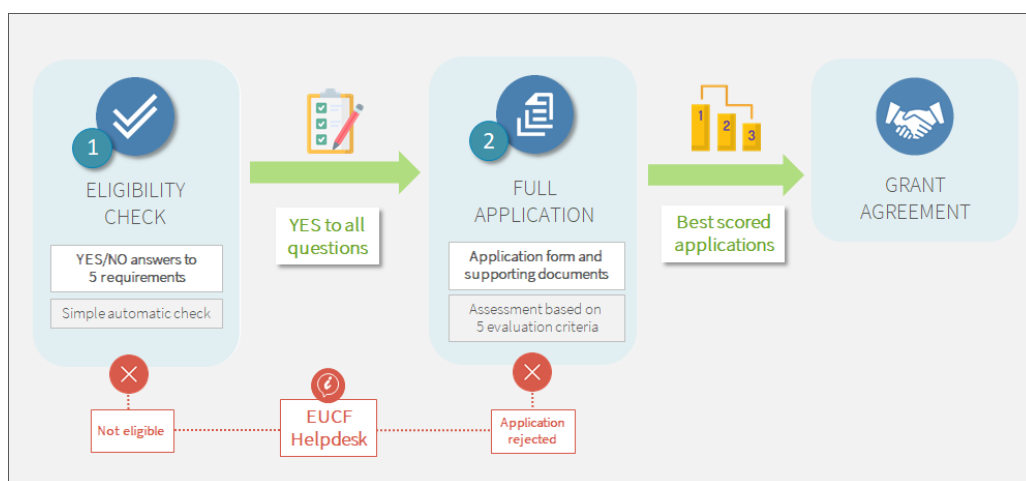 1
ELIGIBILITY
CHECK
YES/NO answers to
5 requirements
Simple automatic check
YES to all
questions
2
FULL
APPLICATION
Application form and
supporting documents
Assessment based on
5 evaluation criteria
1
2
3
Best scored
applications
GRANT
AGREEMENT
Not eligible
i
EUCF
Helpdesk
Application
rejected